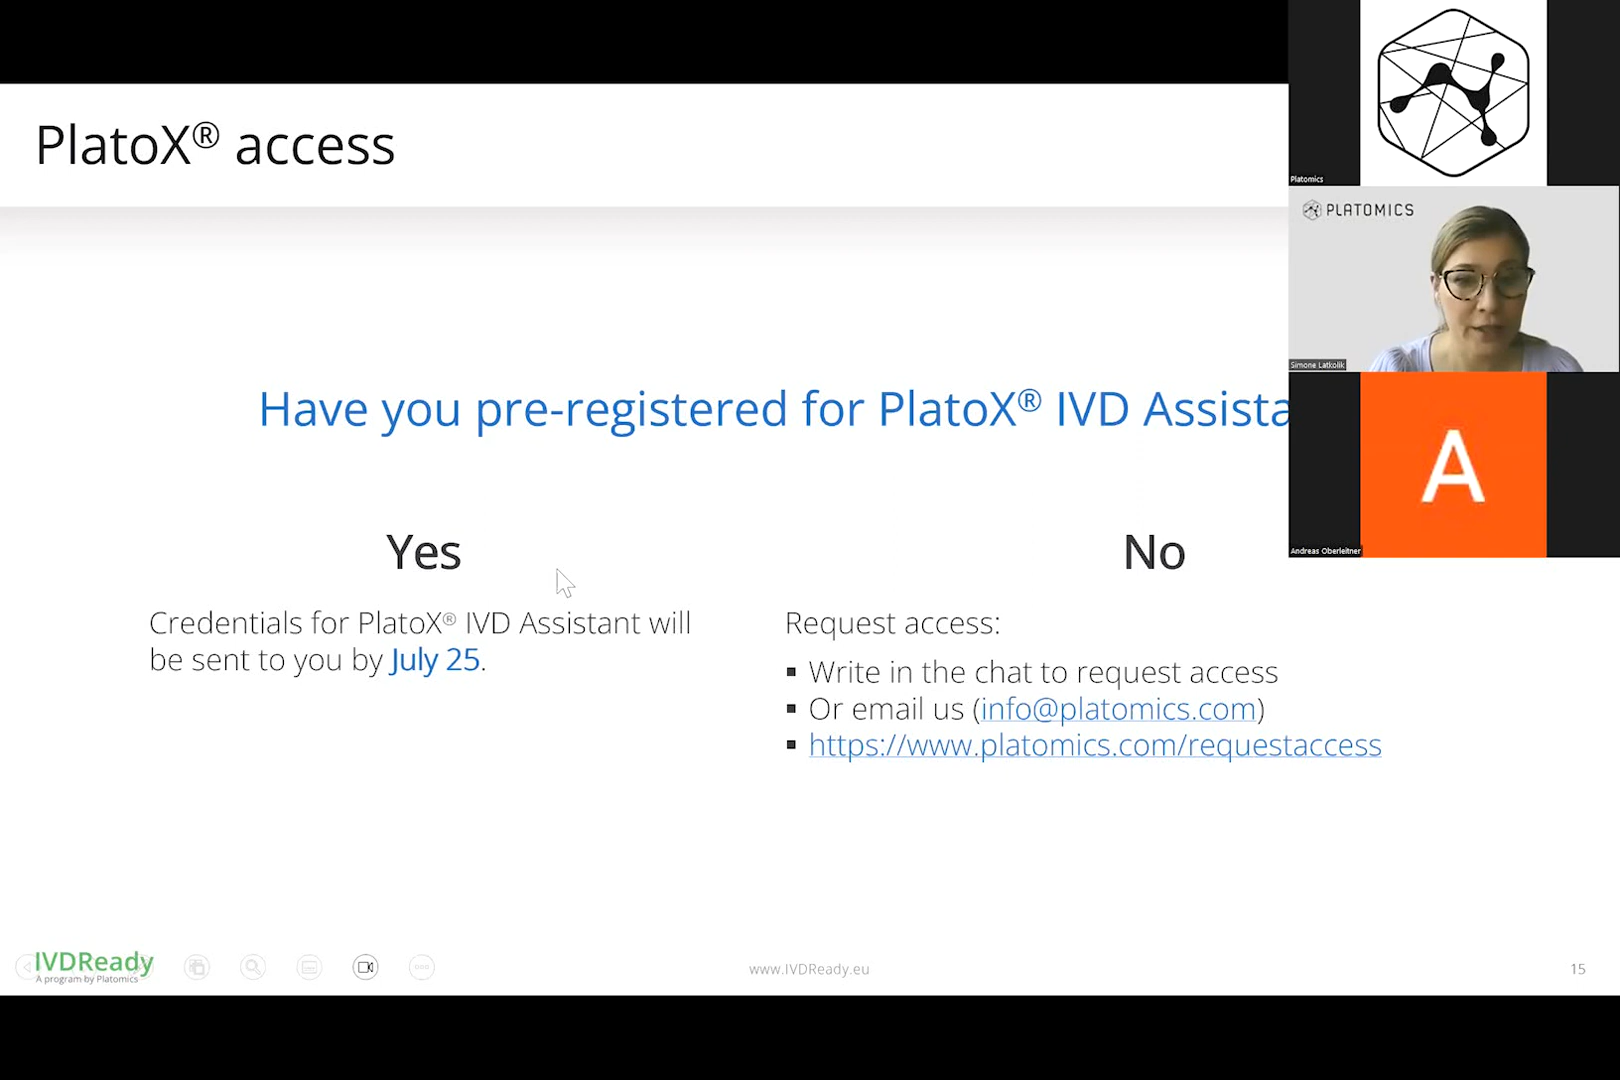 PlatoX® access
Platomics
PLATOMICS
Simone Latkolik
Have you pre-registered for PlatoX® IVD Assista
A
Andreas Oberleitner
Yes
Credentials for PlatoX® IVD Assistant will
be sent to you by July 25.
No
Request access:
▪ Write in the chat to request access
▪ Or email us (info@platomics.com)
▪ https://www.platomics.com/requestaccess
IVDReady
A program by Platomics
www.IVDReady.eu
15